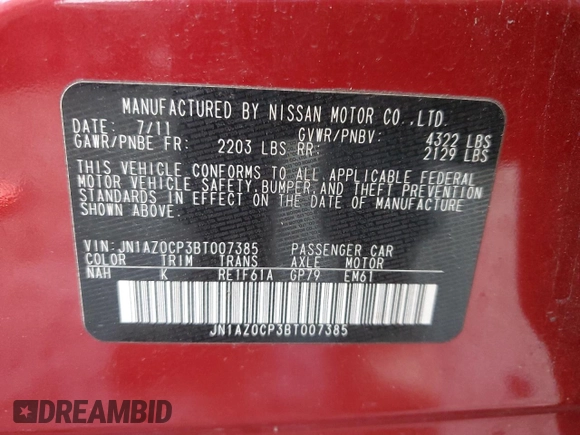 MANUFACTURED BY NISSAN MOTOR CO.,LTD.
DATE: 7/11 GVWR/PNBV: 4322 LBS
GAWR/PNBE FR: 2203 LBS RR: 2129 LBS
THIS VEHICLE CONFORMS TO ALL APPLICABLE FEDERAL
MOTOR VEHICLE SAFETY,BUMPER,AND THEFT PREVENTION
STANDARDS IN EFFECT ON THE DATE OF MANUFACTURE
SHOWN ABOVE.
VIN:JN1AZ0CP3BT007385 PASSENGER CAR
COLOR TRIM TRANS AXLE MOTOR
NAH K RE1F61A GP79 EM61
JN1AZ0CP3BT007385
DREAMBID